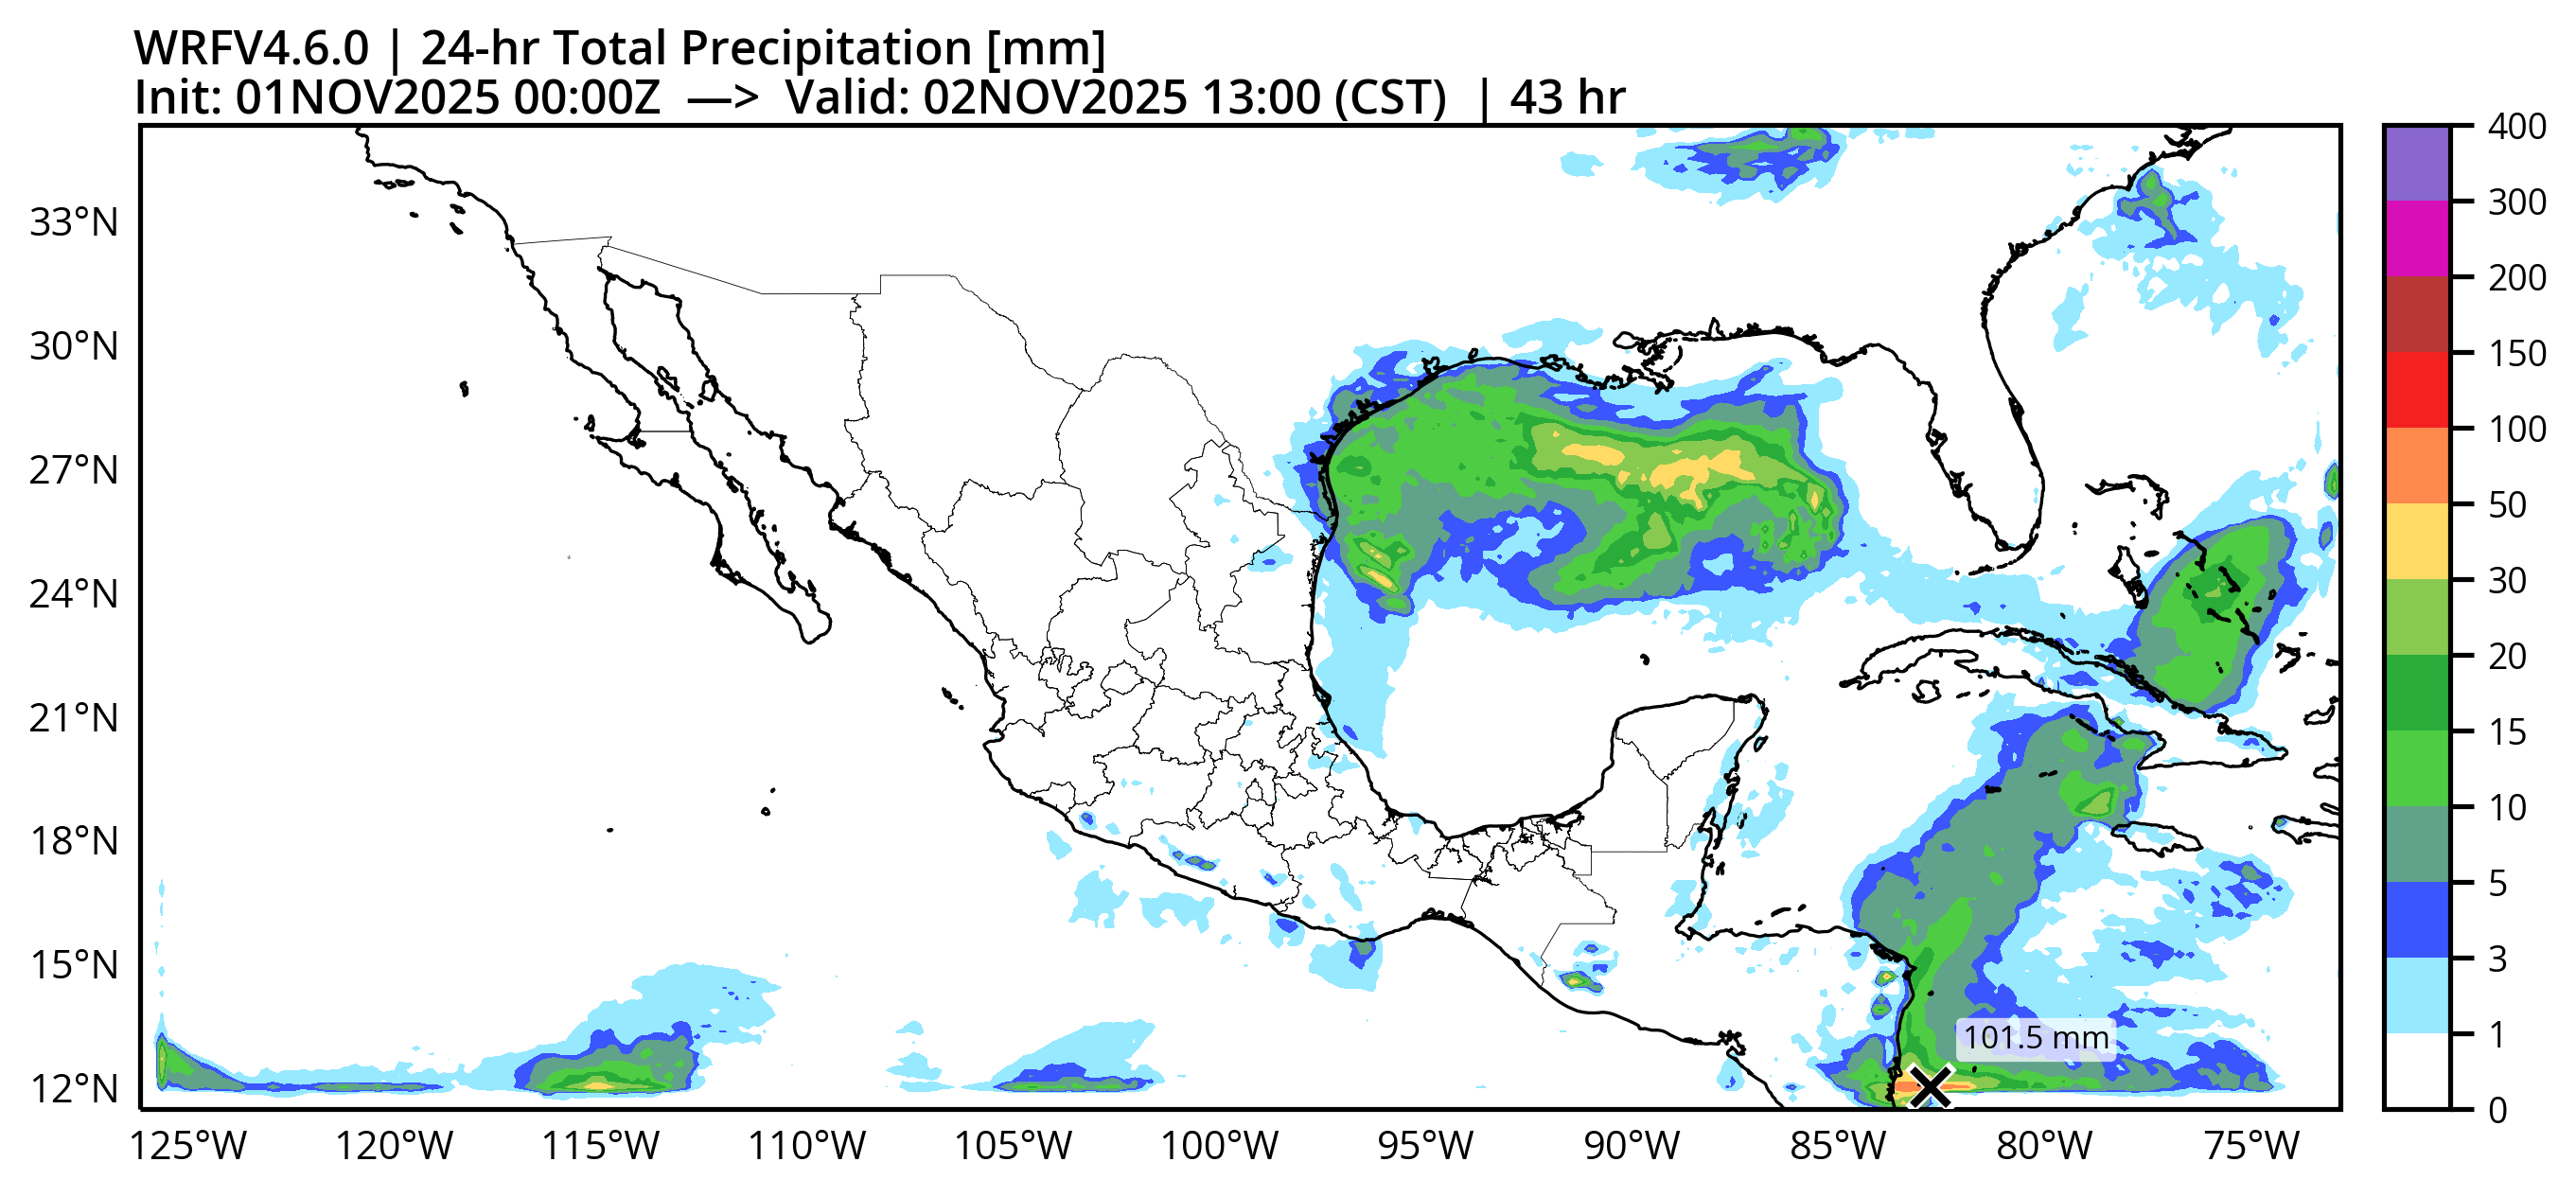 WRFV4.6.0 | 24-hr Total Precipitation [mm]
Init: 01NOV2025 00:00Z —> Valid: 02NOV2025 13:00 (CST) | 43 hr
33°N
30°N
27°N
24°N
21°N
18°N
15°N
12°N
101.5 mm
125°W 120°W 115°W 110°W 105°W 100°W 95°W 90°W 85°W 80°W 75°W
400
300
200
150
100
50
30
20
15
10
5
3
1
0